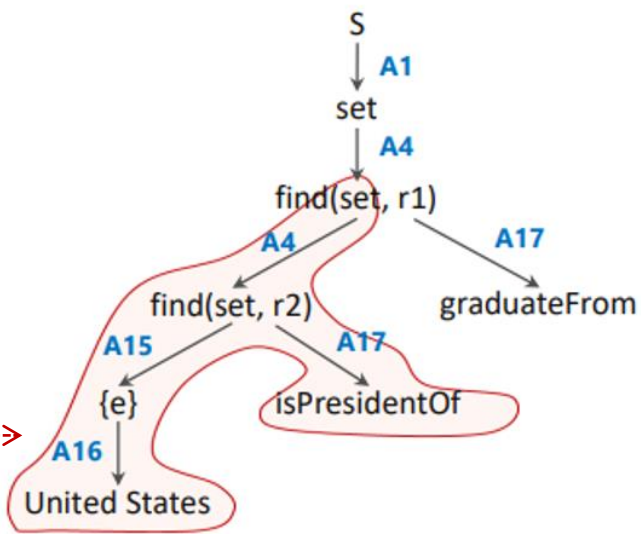 S
A1
set
A4
find(set, r1)
A4
A17
find(set, r2)
graduateFrom
A15
A17
{e}
isPresidentOf
A16
United States